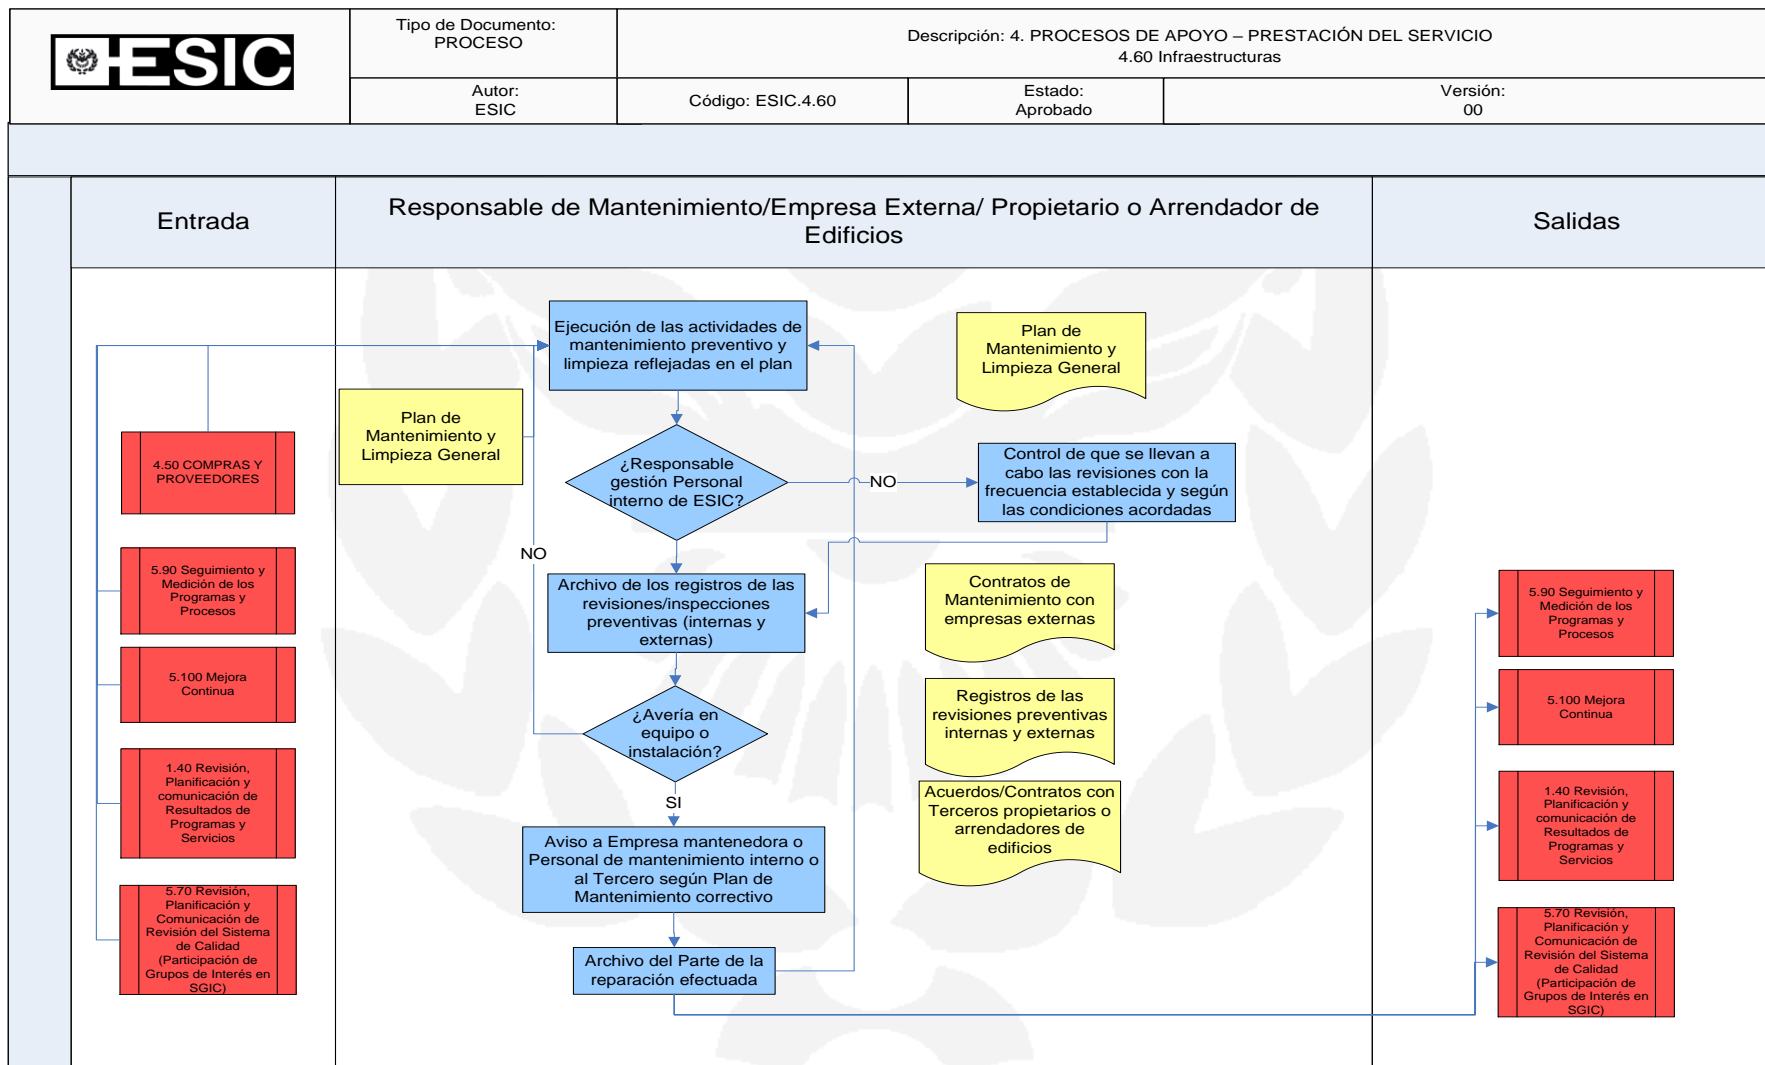 ESIC
Tipo de Documento:
PROCESO
Descripción: 4. PROCESOS DE APOYO – PRESTACIÓN DEL SERVICIO
4.60 Infraestructuras
Autor:
ESIC
Código: ESIC.4.60
Estado:
Aprobado
Versión:
00
Entrada
Responsable de Mantenimiento/Empresa Externa/ Propietario o Arrendador de
Edificios
Salidas
4.50 COMPRAS Y
PROVEEDORES
5.90 Seguimiento y
Medición de los
Programas y
Procesos
5.100 Mejora
Continua
1.40 Revisión,
Planificación y
comunicación de
Resultados de
Programas y
Servicios
5.70 Revisión,
Planificación y
Comunicación de
Revisión del Sistema
de Calidad
(Participación de
Grupos de Interés en
SGIC)
Plan de
Mantenimiento y
Limpieza General
Ejecución de las actividades de
mantenimiento preventivo y
limpieza reflejadas en el plan
¿Responsable
gestión Personal
interno de ESIC?
NO
Control de que se llevan a
cabo las revisiones con la
frecuencia establecida y según
las condiciones acordadas
NO
Archivo de los registros de las
revisiones/inspecciones
preventivas (internas y
externas)
¿Avería en
equipo o
instalación?
SI
Aviso a Empresa mantenedora o
Personal de mantenimiento interno o
al Tercero según Plan de
Mantenimiento correctivo
Archivo del Parte de la
reparación efectuada
Plan de
Mantenimiento y
Limpieza General
Contratos de
Mantenimiento con
empresas externas
Registros de las
revisiones preventivas
internas y externas
Acuerdos/Contratos con
Terceros propietarios o
arrendadores de
edificios
5.90 Seguimiento y
Medición de los
Programas y
Procesos
5.100 Mejora
Continua
1.40 Revisión,
Planificación y
comunicación de
Resultados de
Programas y
Servicios
5.70 Revisión,
Planificación y
Comunicación de
Revisión del Sistema
de Calidad
(Participación de
Grupos de Interés en
SGIC)